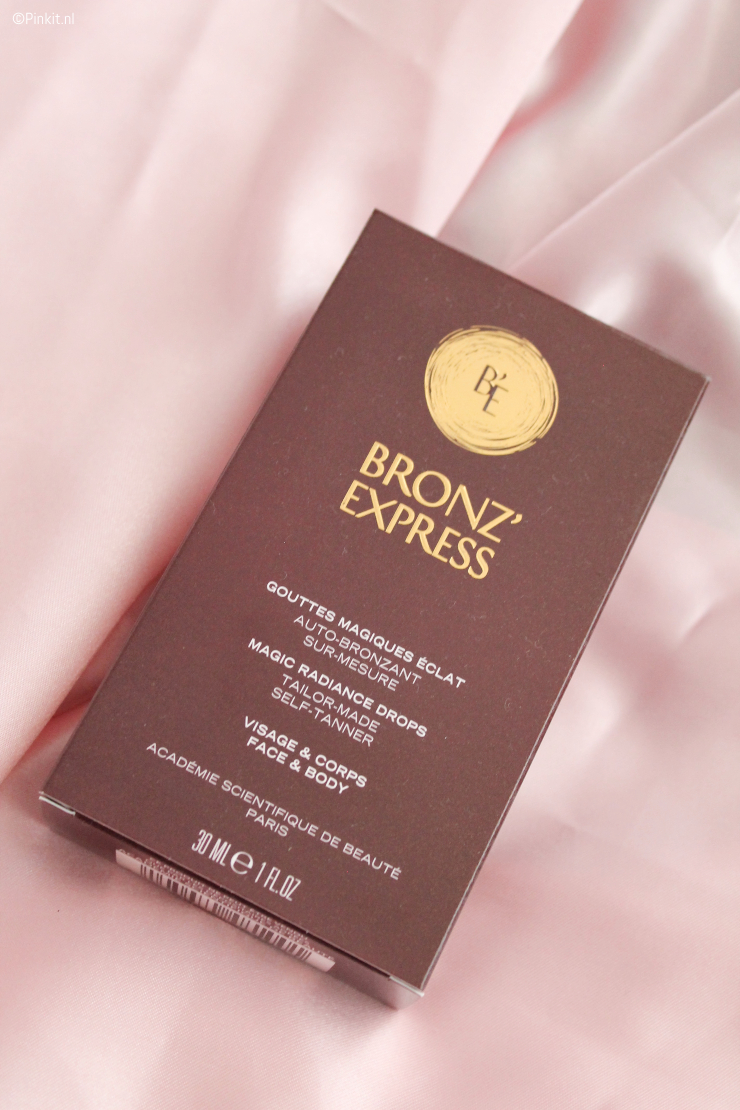 ©Pinkit.nl
B'E
BRONZ'
EXPRESS
GOUTTES MAGIQUES ÉCLAT
AUTO-BRONZANT
SUR-MESURE
MAGIC RADIANCE DROPS
TAILOR-MADE
SELF-TANNER
VISAGE & CORPS
FACE & BODY
ACADÉMIE SCIENTIFIQUE DE BEAUTÉ
PARIS
30 ML ℮ 1 FL.OZ